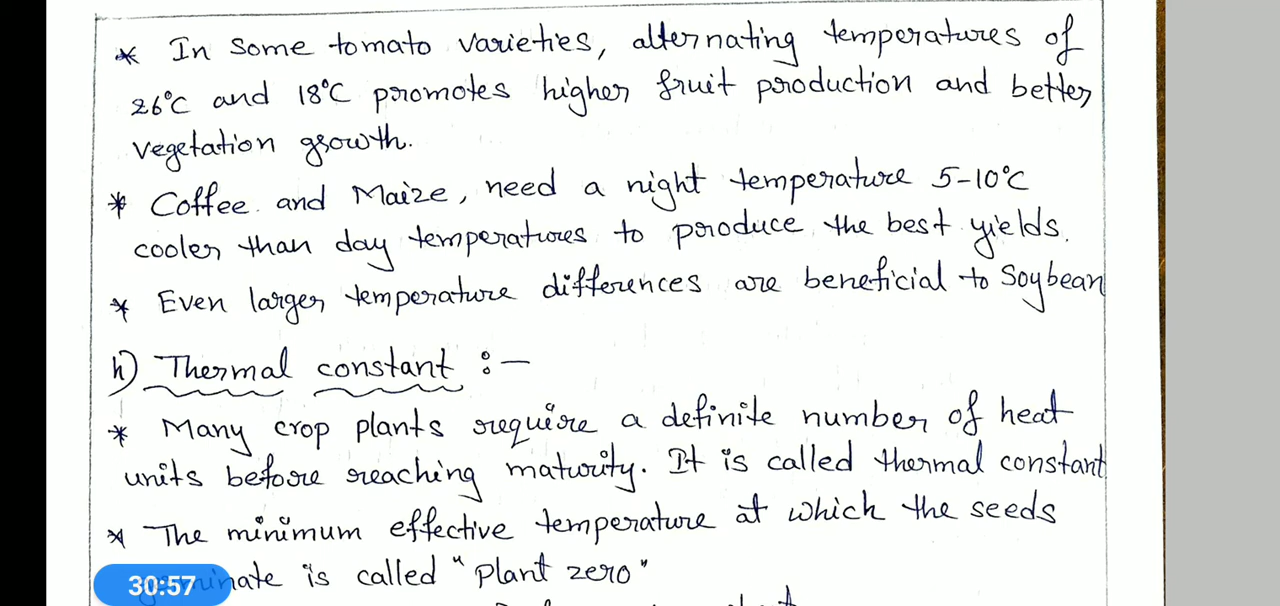 * In some tomato varieties, alternating temperatures of
26°C and 18°C promotes higher fruit production and better
vegetation growth.
* Coffee and Maize, need a night temperature 5-10°C
cooler than day temperatures to produce the best yields.
* Even larger temperature differences are beneficial to Soybean
h) Thermal constant :-
* Many crop plants require a definite number of heat
units before reaching maturity. It is called thermal constant
* The minimum effective temperature at which the seeds
germinate is called "Plant zero"
30:57